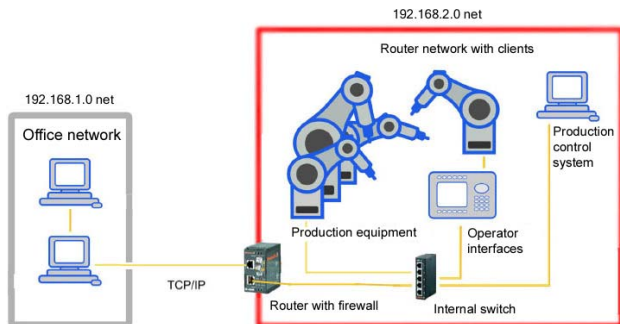 192.168.2.0 net
Router network with clients
192.168.1.0 net
Office network
Production
control
system
Production equipment
Operator
interfaces
TCP/IP
Router with firewall
Internal switch